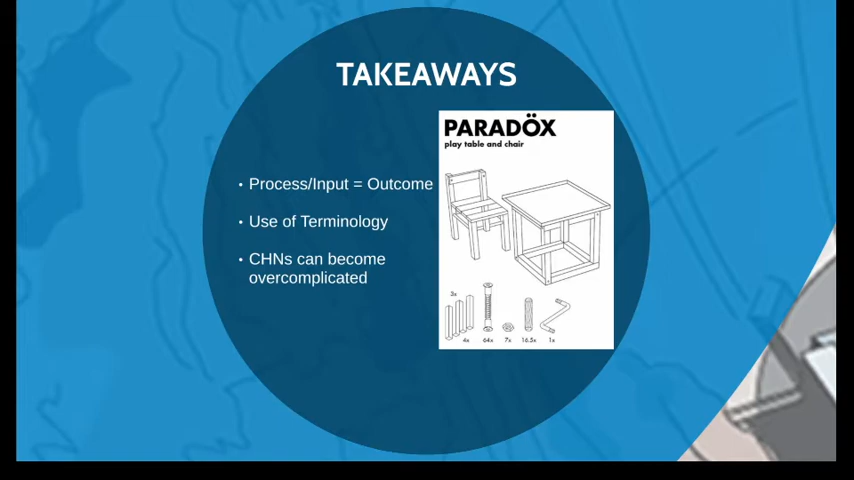 TAKEAWAYS
• Process/Input = Outcome
• Use of Terminology
• CHNs can become
overcomplicated
PARADÖX
play table and chair
3x
4x 64x 7x 16.5x 1x